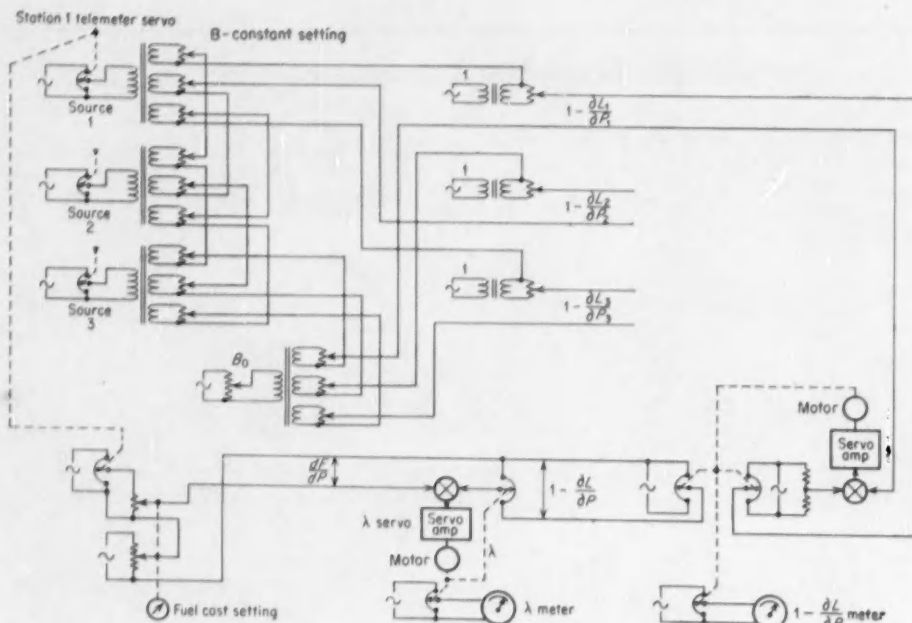 Station 1 telemeter servo
B-constant setting
Source
1
Source
2
Source
3
1
1 - ∂L₁/∂P₁
1
1 - ∂L₂/∂P₂
1
1 - ∂L₃/∂P₃
B₀
Motor
Servo
amp
dF/dP
1 - ∂L/∂P
λ servo
Servo
amp
λ
Motor
Fuel cost setting
λ meter
1 - ∂L/∂P meter